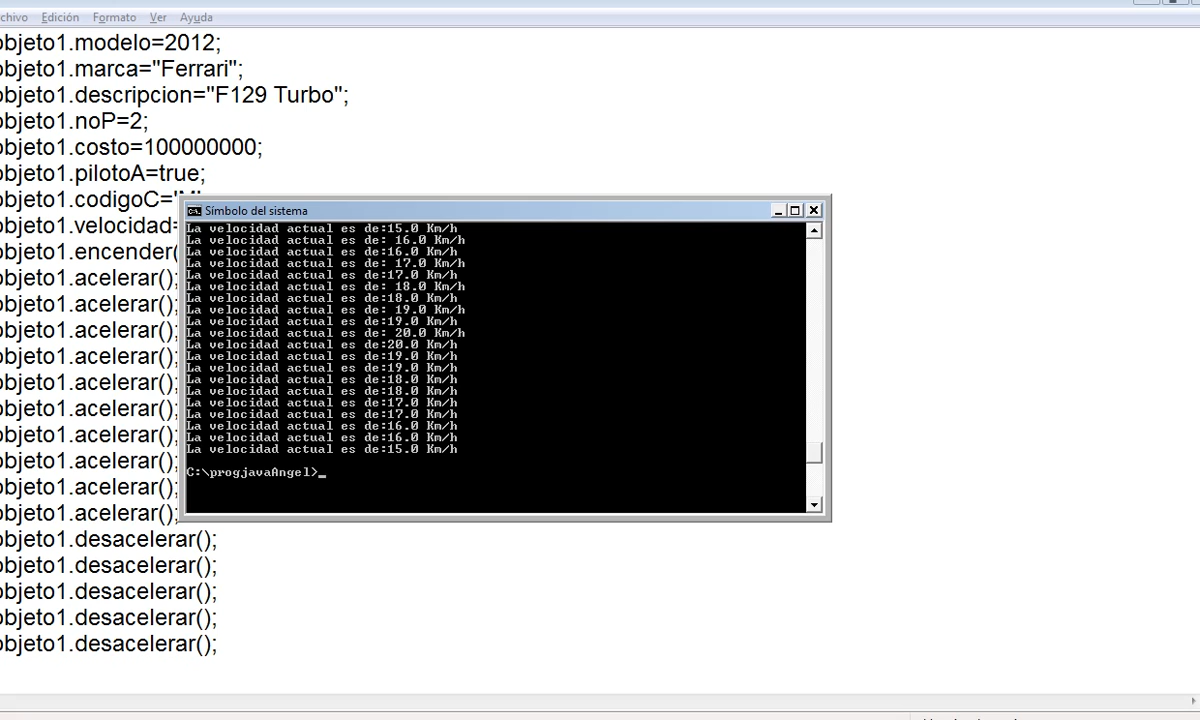 chivo Edición Formato Ver Ayuda
objeto1.modelo=2012;
objeto1.marca="Ferrari";
objeto1.descripcion="F129 Turbo";
objeto1.noP=2;
objeto1.costo=100000000;
objeto1.pilotoA=true;
objeto1.codigoC='M'
objeto1.velocidad=
objeto1.encender(
objeto1.acelerar();
objeto1.acelerar();
objeto1.acelerar();
objeto1.acelerar();
objeto1.acelerar();
objeto1.acelerar();
objeto1.acelerar();
objeto1.acelerar();
objeto1.acelerar();
objeto1.acelerar();
objeto1.desacelerar();
objeto1.desacelerar();
objeto1.desacelerar();
objeto1.desacelerar();
objeto1.desacelerar();
Símbolo del sistema
La velocidad actual es de:15.0 Km/h
La velocidad actual es de: 16.0 Km/h
La velocidad actual es de:16.0 Km/h
La velocidad actual es de: 17.0 Km/h
La velocidad actual es de:17.0 Km/h
La velocidad actual es de: 18.0 Km/h
La velocidad actual es de:18.0 Km/h
La velocidad actual es de: 19.0 Km/h
La velocidad actual es de:19.0 Km/h
La velocidad actual es de: 20.0 Km/h
La velocidad actual es de:20.0 Km/h
La velocidad actual es de:19.0 Km/h
La velocidad actual es de:19.0 Km/h
La velocidad actual es de:18.0 Km/h
La velocidad actual es de:18.0 Km/h
La velocidad actual es de:17.0 Km/h
La velocidad actual es de:17.0 Km/h
La velocidad actual es de:16.0 Km/h
La velocidad actual es de:16.0 Km/h
La velocidad actual es de:15.0 Km/h
C:\progjavaAngel>_